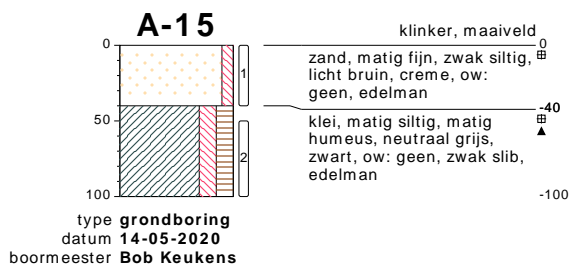 A-15
klinker, maaiveld
0
0
zand, matig fijn, zwak siltig,
licht bruin, creme, ow:
geen, edelman
1
-40
50
klei, matig siltig, matig
humeus, neutraal grijs,
zwart, ow: geen, zwak slib,
edelman
2
100
-100
type grondboring
datum 14-05-2020
boormeester Bob Keukens